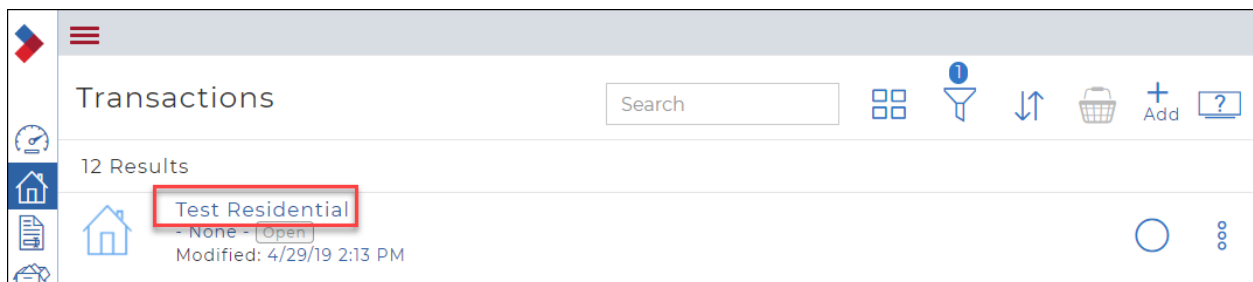 1
Transactions
Search
Add
?
12 Results
Test Residential
- None - Open
Modified: 4/29/19 2:13 PM